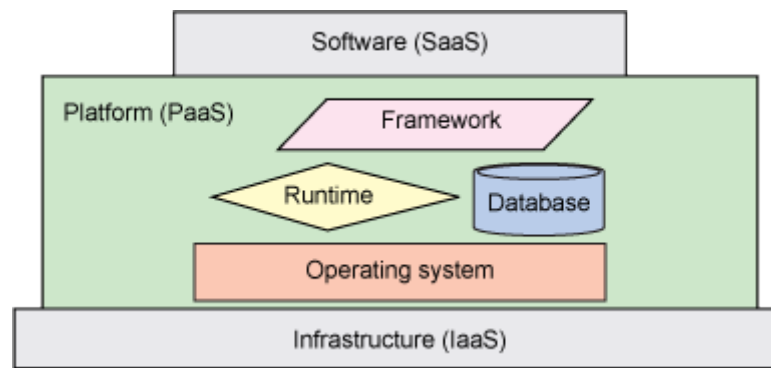 Software (SaaS)
Platform (PaaS)
Framework
Runtime
Database
Operating system
Infrastructure (IaaS)